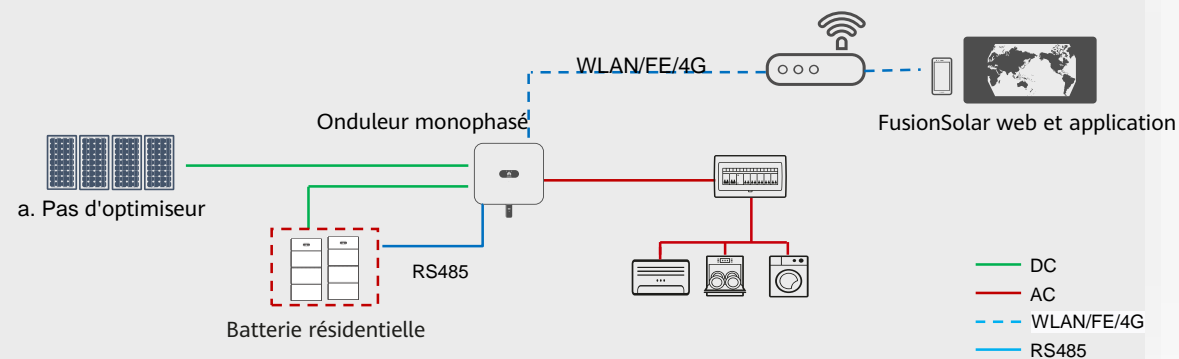 WLAN/FE/4G
Onduleur monophasé
FusionSolar web et application
a. Pas d'optimiseur
RS485
Batterie résidentielle
DC
AC
WLAN/FE/4G
RS485